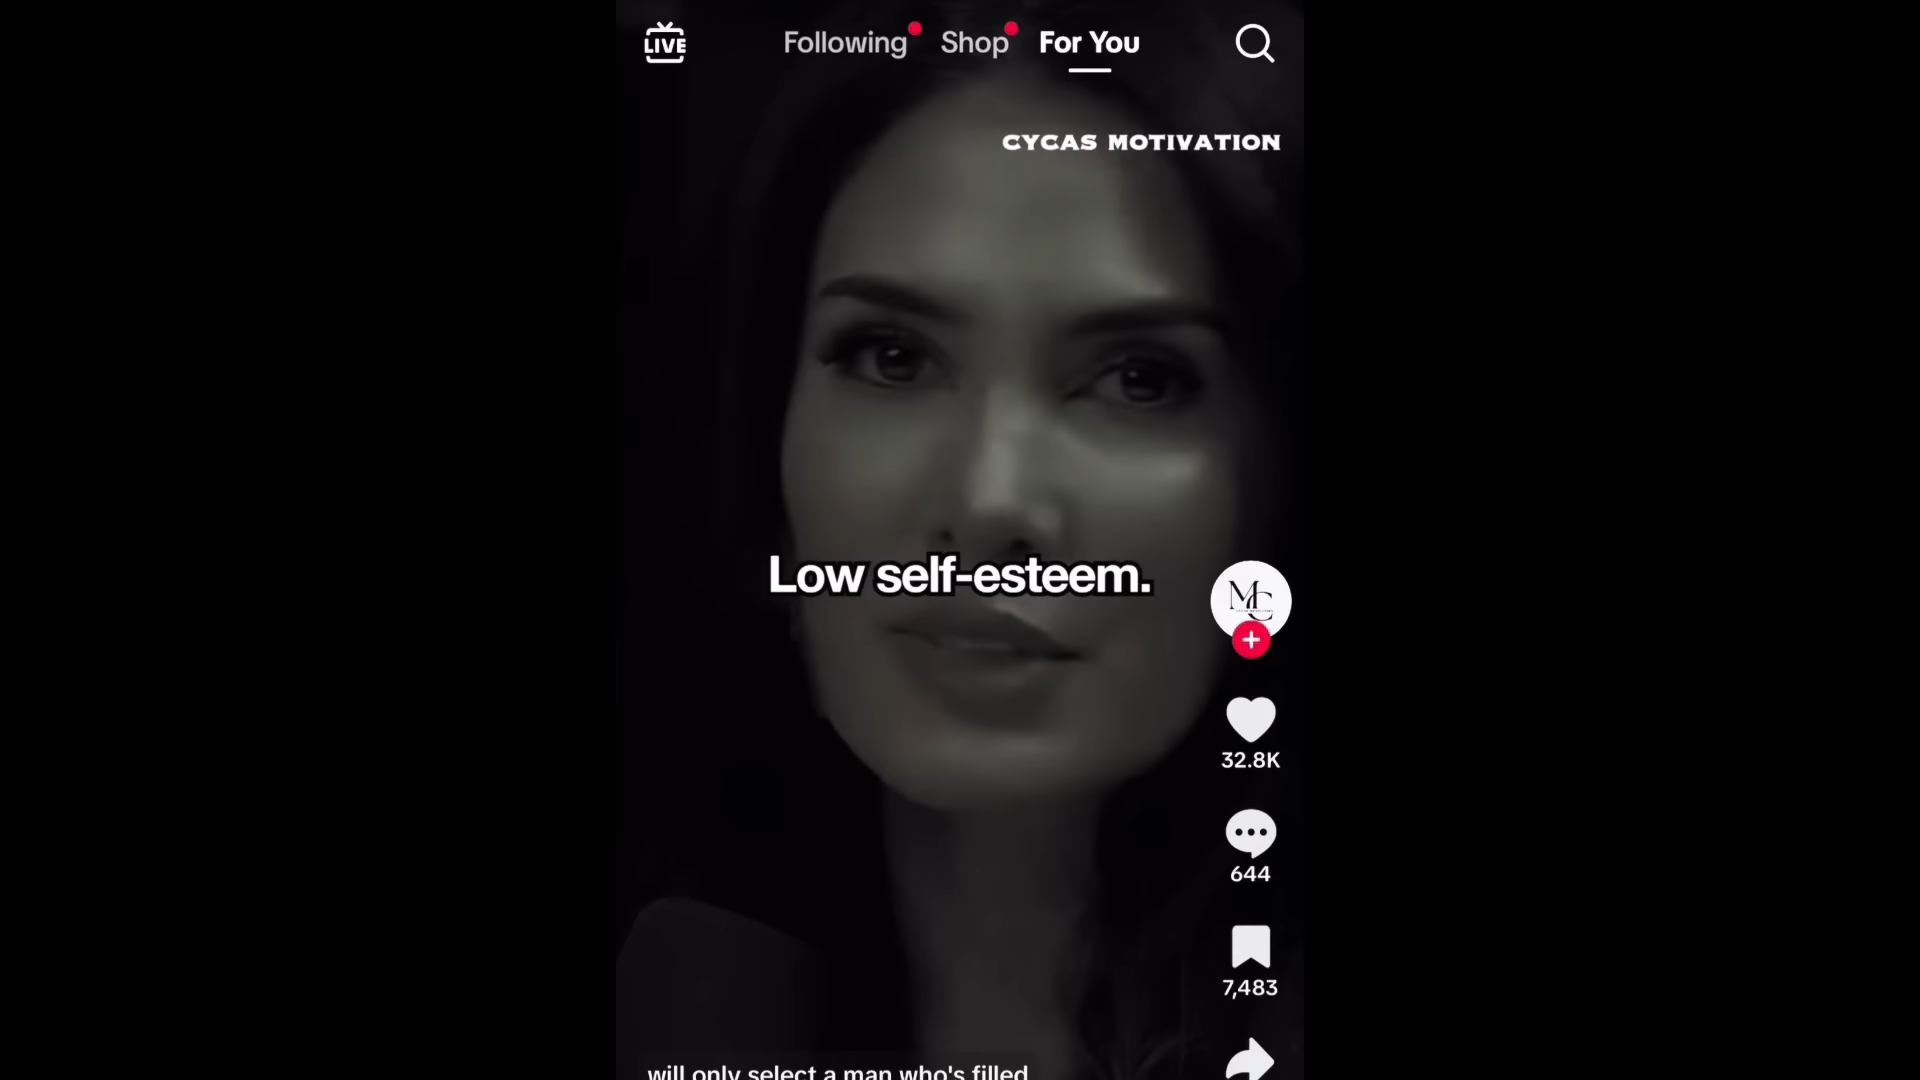 LIVE
Following
Shop
For You
CYCAS MOTIVATION
Low self-esteem.
MC
32.8K
644
7,483
will only select a man who's filled